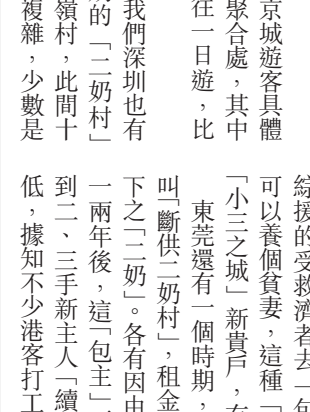 京城遊客具體
聚合處，其中
往一日遊，比
我們深圳也有
的「二奶村」
嶺村，此間十
複雜，少數是
綜援的受救濟者去一
可以養個貧妻，這種「
「小三之城」新貴戶，
東莞還有一個時期，
叫「斷供二奶村」，租金
下之「二奶」。各有因由
一兩年後，這「包主」
到二、三手新主人「續
低，據知不少港客打工